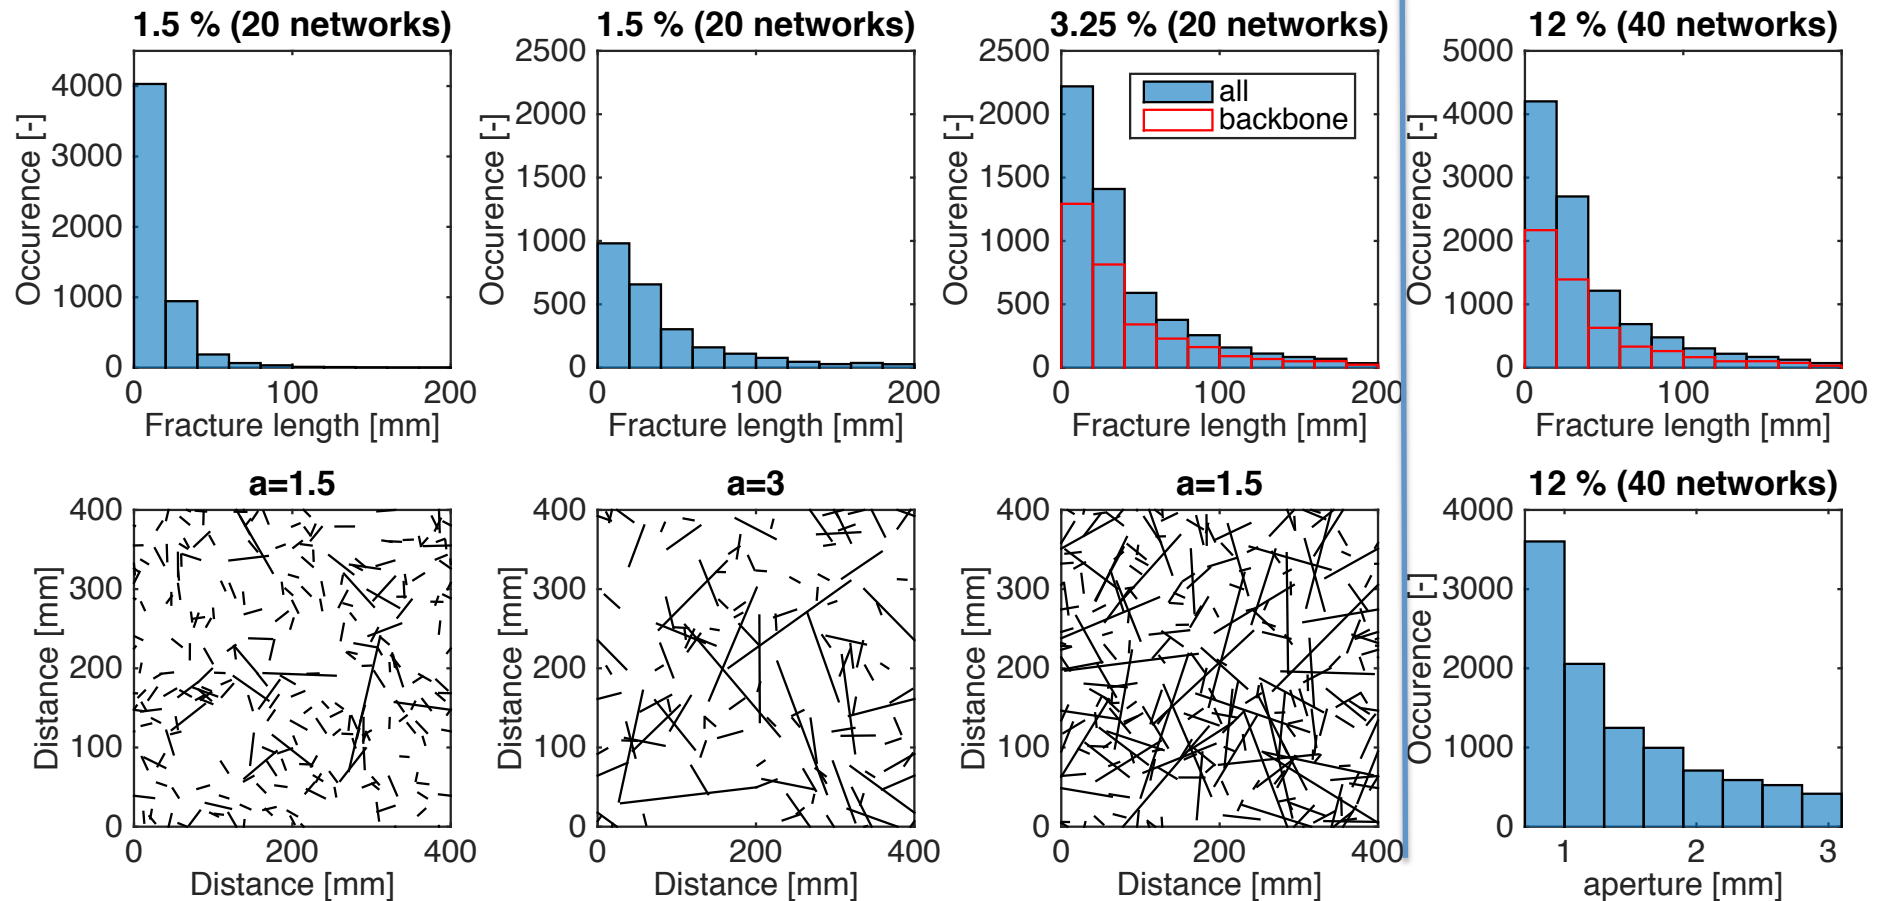 1.5 % (20 networks)
4000
3000
2000
1000
0
Occurence [-]
0 100 200
Fracture length [mm]
1.5 % (20 networks)
2500
2000
1500
1000
500
0
Occurence [-]
0 100 200
Fracture length [mm]
3.25 % (20 networks)
2500
2000
1500
1000
500
0
Occurence [-]
all
backbone
0 100 200
Fracture length [mm]
12 % (40 networks)
5000
4000
3000
2000
1000
0
Occurence [-]
0 100 200
Fracture length [mm]
a=1.5
400
300
200
100
0
Distance [mm]
0 200 400
Distance [mm]
a=3
400
300
200
100
0
Distance [mm]
0 200 400
Distance [mm]
a=1.5
400
300
200
100
0
Distance [mm]
0 200 400
Distance [mm]
12 % (40 networks)
4000
3000
2000
1000
0
Occurence [-]
1 2 3
aperture [mm]